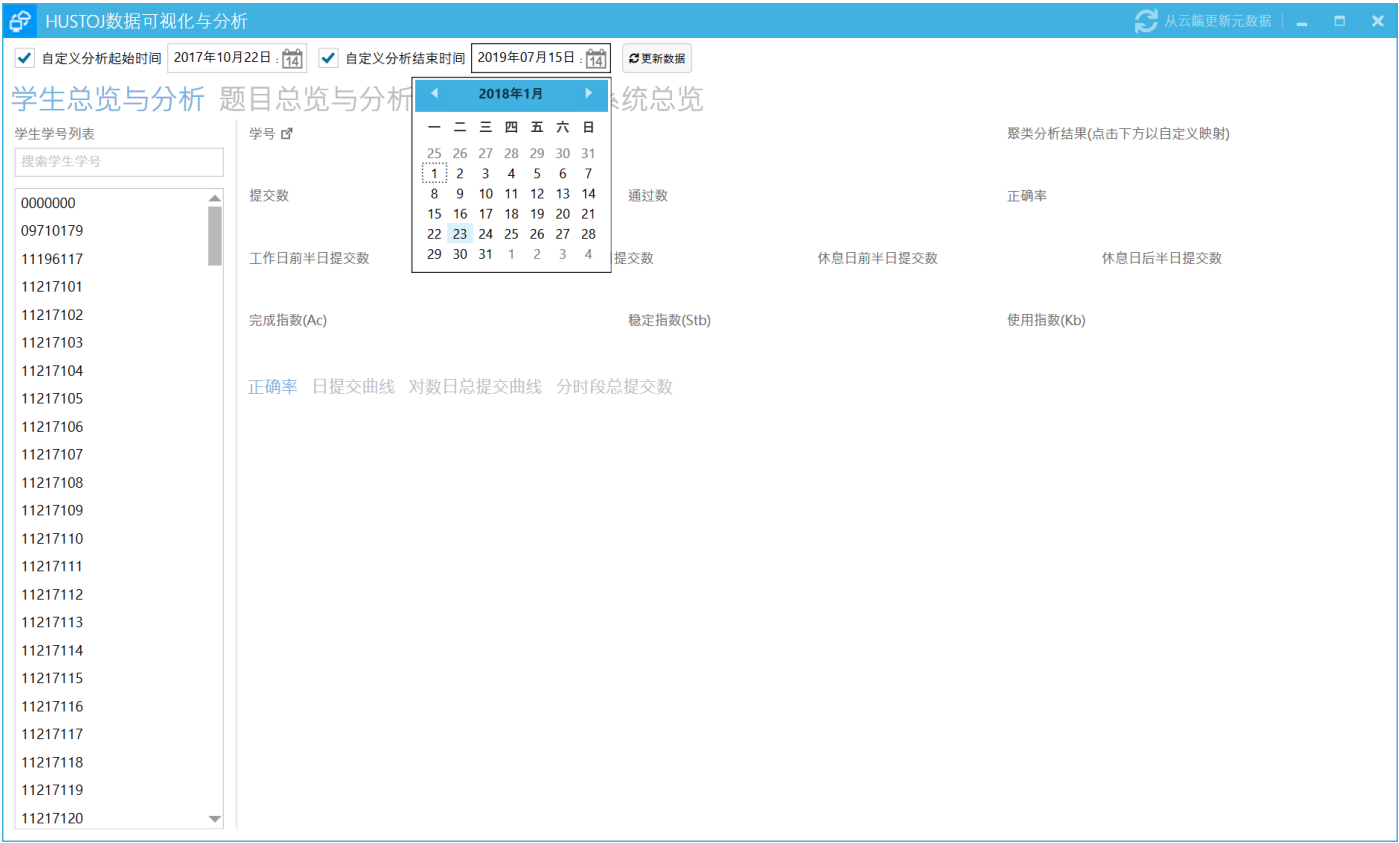 HUSTOJ数据可视化与分析
从云端更新元数据
自定义分析起始时间 2017年10月22日 : 14 自定义分析结束时间 2019年07月15日 : 14 更新数据
学生总览与分析 题目总览与分析 统总览
2018年1月
一 二 三 四 五 六 日
25 26 27 28 29 30 31
1 2 3 4 5 6 7
8 9 10 11 12 13 14
15 16 17 18 19 20 21
22 23 24 25 26 27 28
29 30 31 1 2 3 4
学生学号列表
搜索学生学号
0000000
09710179
11196117
11217101
11217102
11217103
11217104
11217105
11217106
11217107
11217108
11217109
11217110
11217111
11217112
11217113
11217114
11217115
11217116
11217117
11217118
11217119
11217120
学号 聚类分析结果(点击下方以自定义映射)
提交数 通过数 正确率
工作日前半日提交数 提交数 休息日前半日提交数 休息日后半日提交数
完成指数(Ac) 稳定指数(Stb) 使用指数(Kb)
正确率 日提交曲线 对数日总提交曲线 分时段总提交数